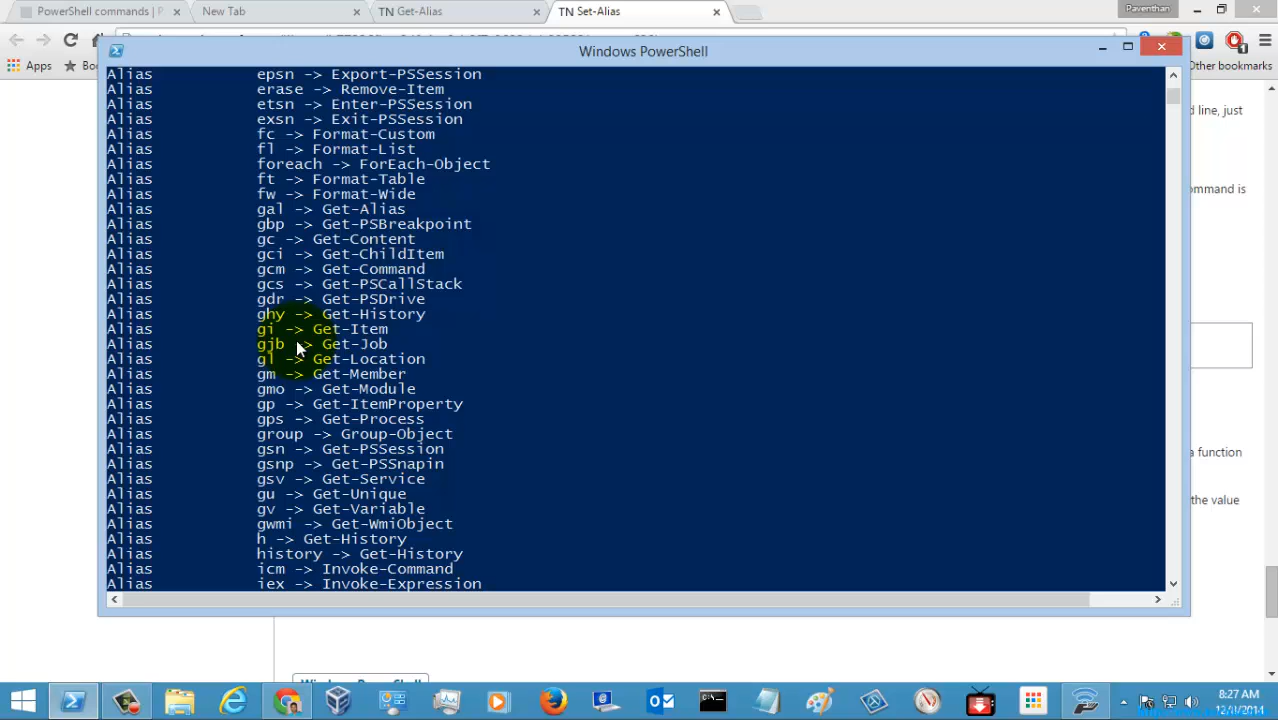 PowerShell commands | P
New Tab
TN Get-Alias
TN Set-Alias
Paventhan
Apps
Other bookmarks
Windows PowerShell
Alias epsn -> Export-PSSession
Alias erase -> Remove-Item
Alias etsn -> Enter-PSSession
Alias exsn -> Exit-PSSession
Alias fc -> Format-Custom
Alias fl -> Format-List
Alias foreach -> ForEach-Object
Alias ft -> Format-Table
Alias fw -> Format-Wide
Alias gal -> Get-Alias
Alias gbp -> Get-PSBreakpoint
Alias gc -> Get-Content
Alias gci -> Get-ChildItem
Alias gcm -> Get-Command
Alias gcs -> Get-PSCallStack
Alias gdr -> Get-PSDrive
Alias ghy -> Get-History
Alias gi -> Get-Item
Alias gjb -> Get-Job
Alias gl -> Get-Location
Alias gm -> Get-Member
Alias gmo -> Get-Module
Alias gp -> Get-ItemProperty
Alias gps -> Get-Process
Alias group -> Group-Object
Alias gsn -> Get-PSSession
Alias gsnp -> Get-PSSnapin
Alias gsv -> Get-Service
Alias gu -> Get-Unique
Alias gv -> Get-Variable
Alias gwmi -> Get-WmiObject
Alias h -> Get-History
Alias history -> Get-History
Alias icm -> Invoke-Command
Alias iex -> Invoke-Expression
d line, just
ommand is
a function
the value
Windows PowerShell
8:27 AM